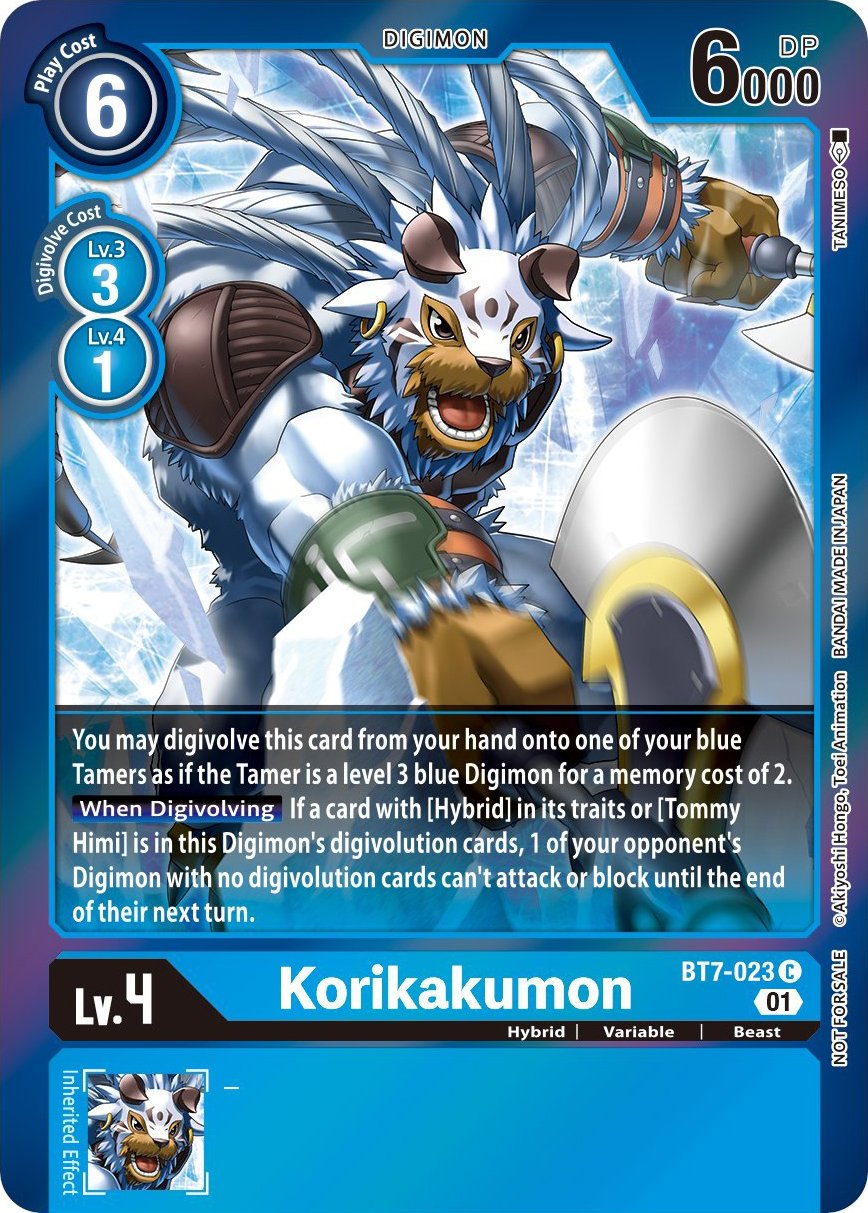 DIGIMON
Play Cost
6
DP
6000
Digivolve Cost
Lv.3
3
Lv.4
1
TANIMESO
BANDAI MADE IN JAPAN
©Akiyoshi Hongo, Toei Animation
NOT FOR SALE
You may digivolve this card from your hand onto one of your blue
Tamers as if the Tamer is a level 3 blue Digimon for a memory cost of 2.
When Digivolving If a card with [Hybrid] in its traits or [Tommy
Himi] is in this Digimon's digivolution cards, 1 of your opponent's
Digimon with no digivolution cards can't attack or block until the end
of their next turn.
Lv.4
Korikakumon
BT7-023 C
01
Hybrid | Variable | Beast
Inherited Effect
–